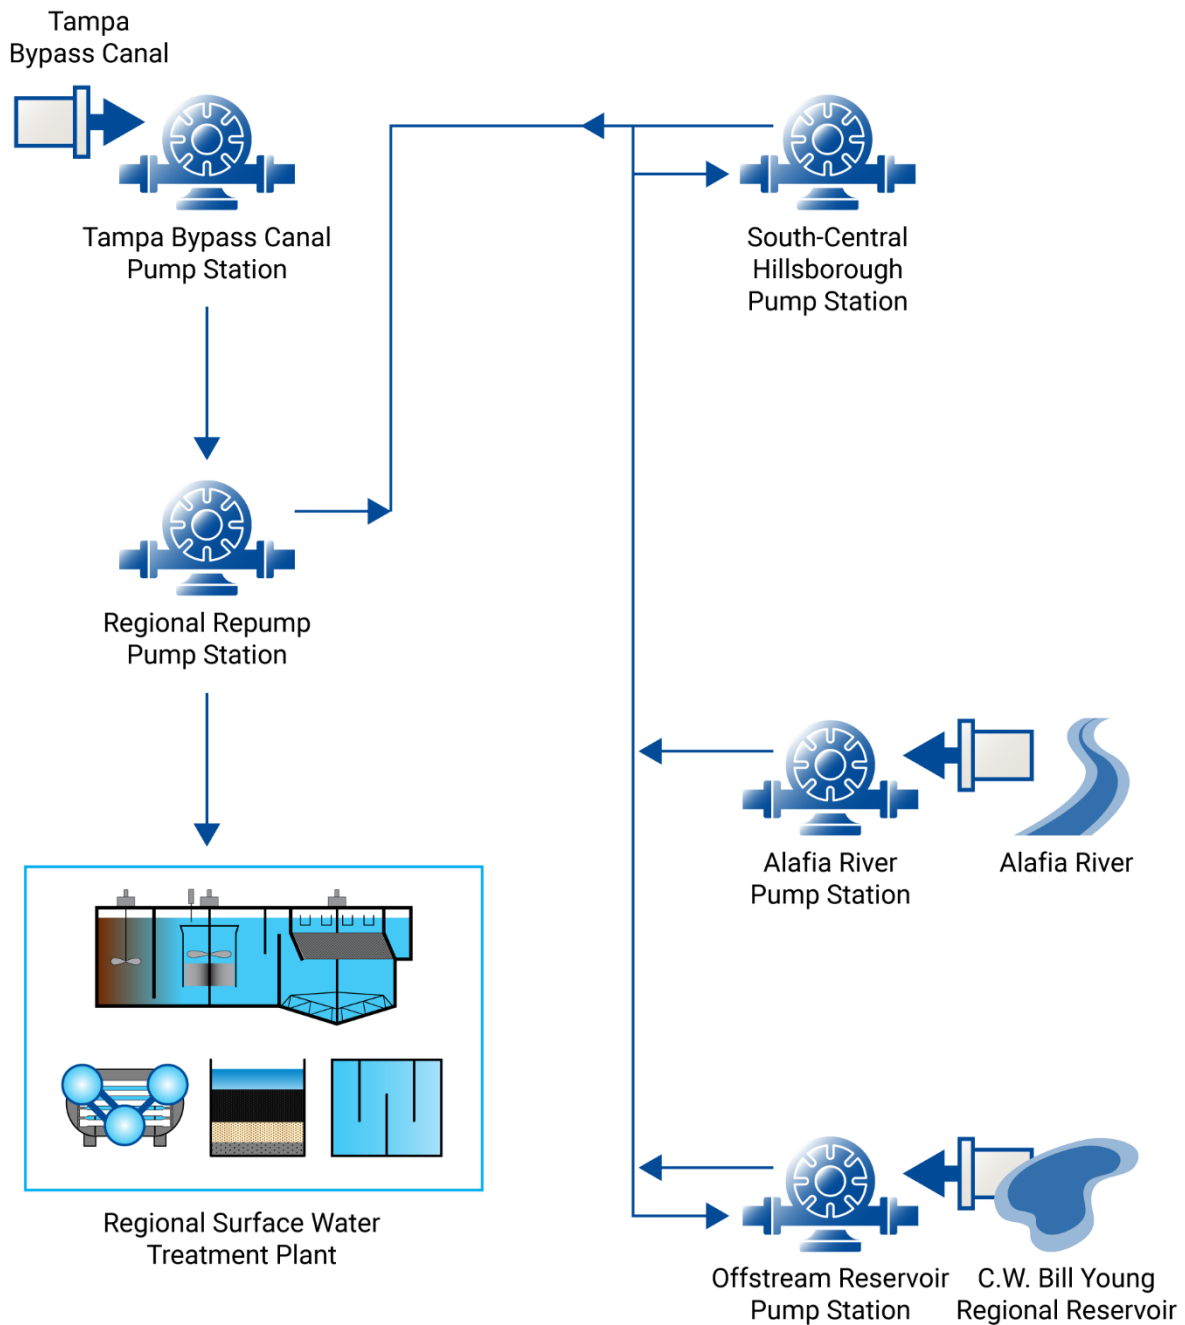 Tampa
Bypass Canal
Tampa Bypass Canal
Pump Station
South-Central
Hillsborough
Pump Station
Regional Repump
Pump Station
Alafia River
Pump Station
Alafia River
Regional Surface Water
Treatment Plant
Offstream Reservoir
Pump Station
C.W. Bill Young
Regional Reservoir